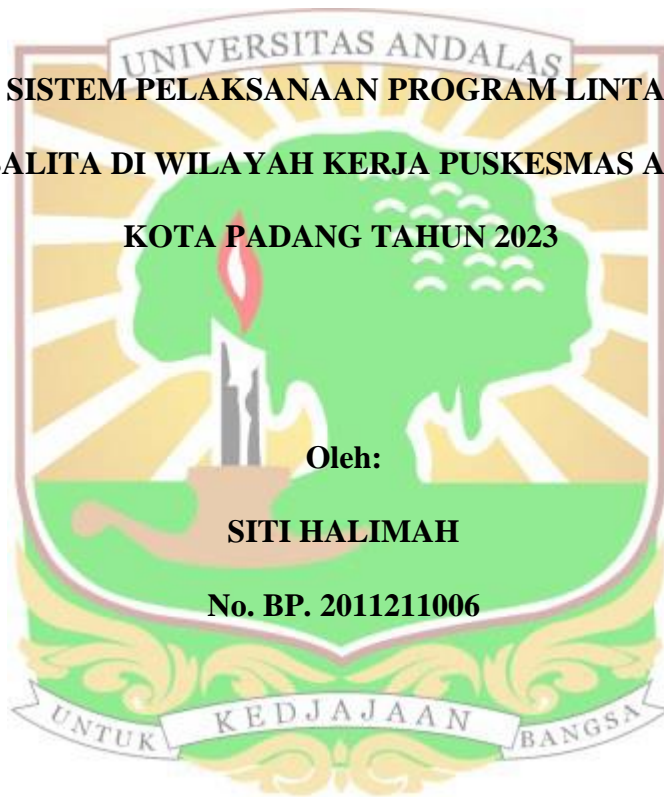 UNIVERSITAS ANDALAS
SISTEM PELAKSANAAN PROGRAM LINTA
ALITA DI WILAYAH KERJA PUSKESMAS A
KOTA PADANG TAHUN 2023
Oleh:
SITI HALIMAH
No. BP. 2011211006
UNTUK KEDJAJAAN BANGSA